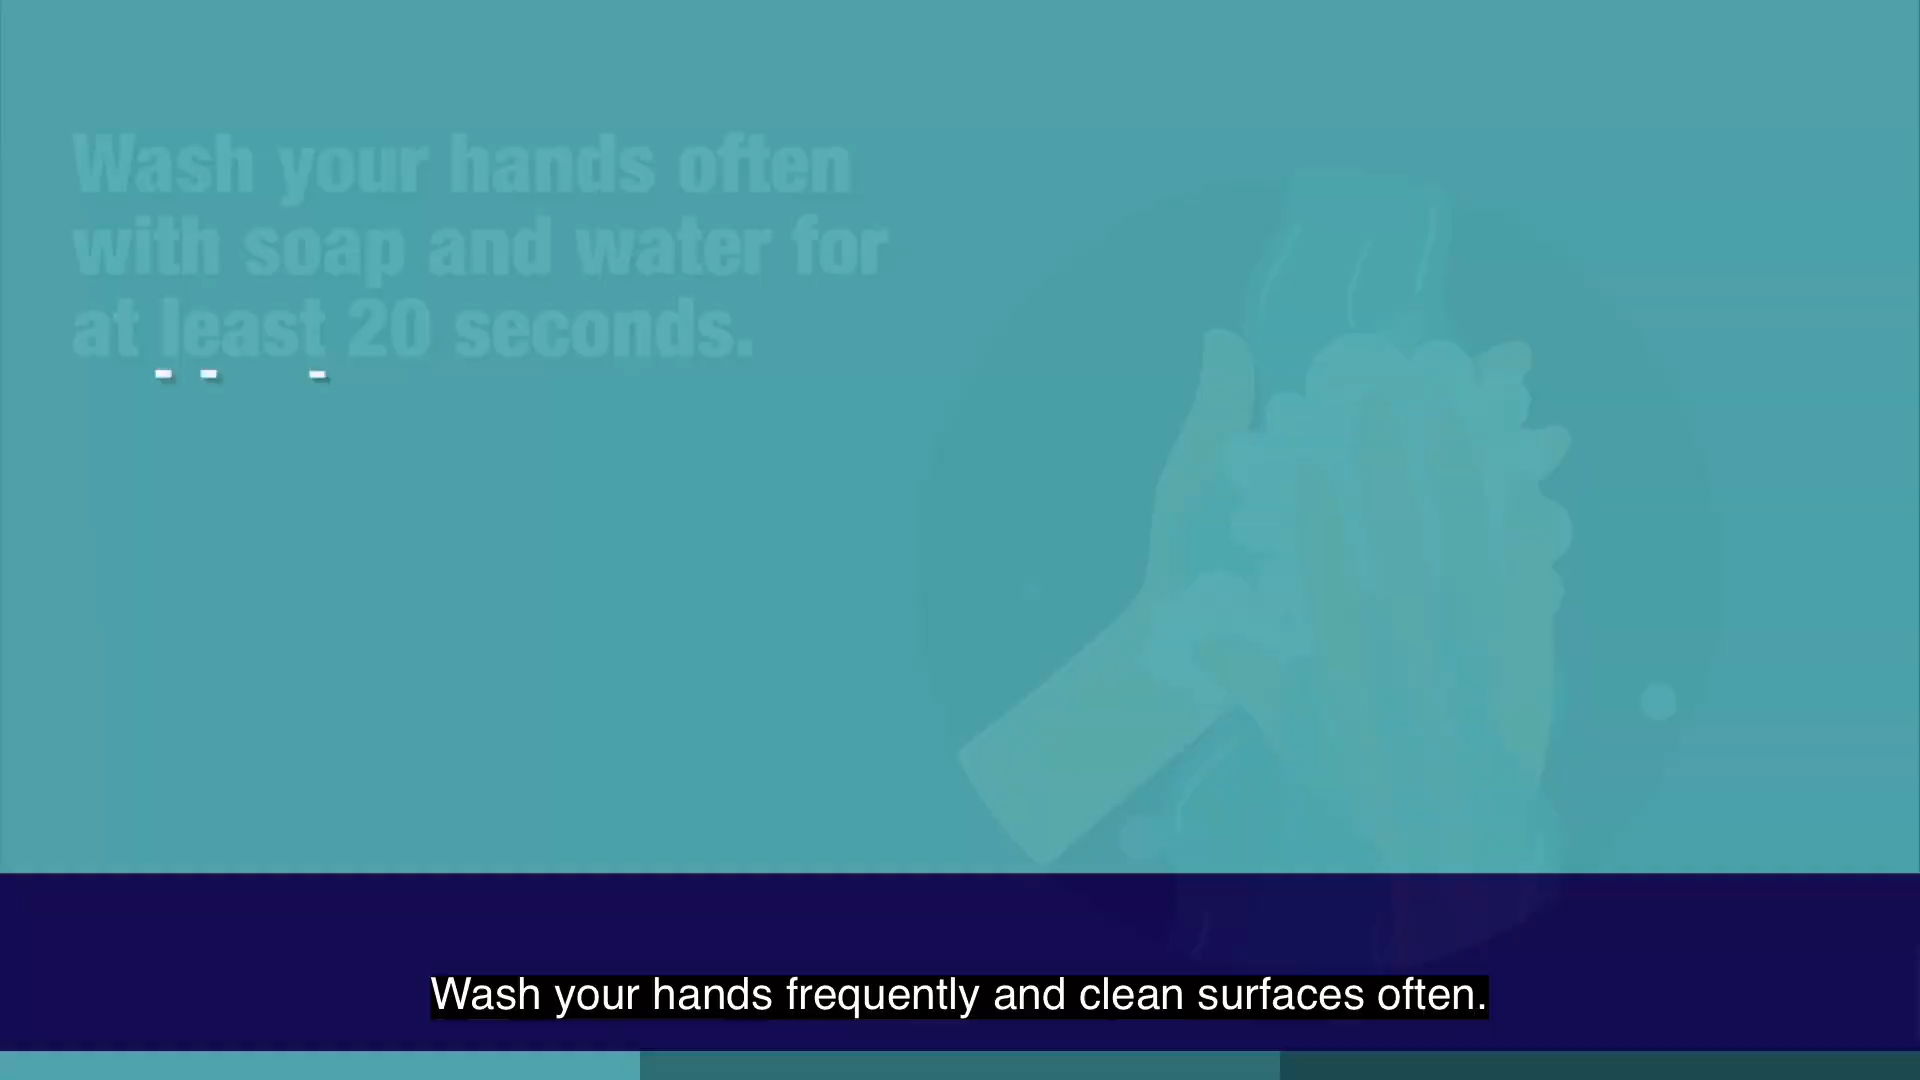 Wash your hands often
with soap and water for
at least 20 seconds.
Wash your hands frequently and clean surfaces often.